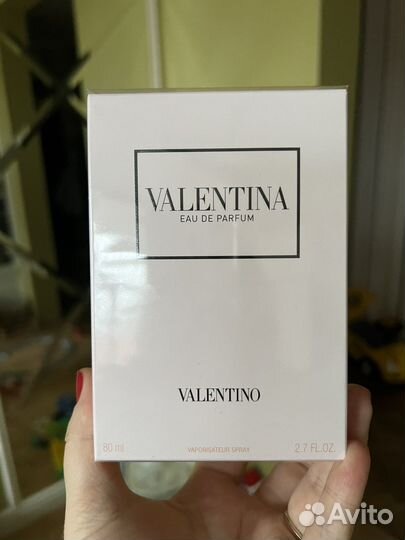 VALENTINA
EAU DE PARFUM
VALENTINO
80 ml VAPORISATEUR SPRAY 2.7 FL.OZ.
Avito